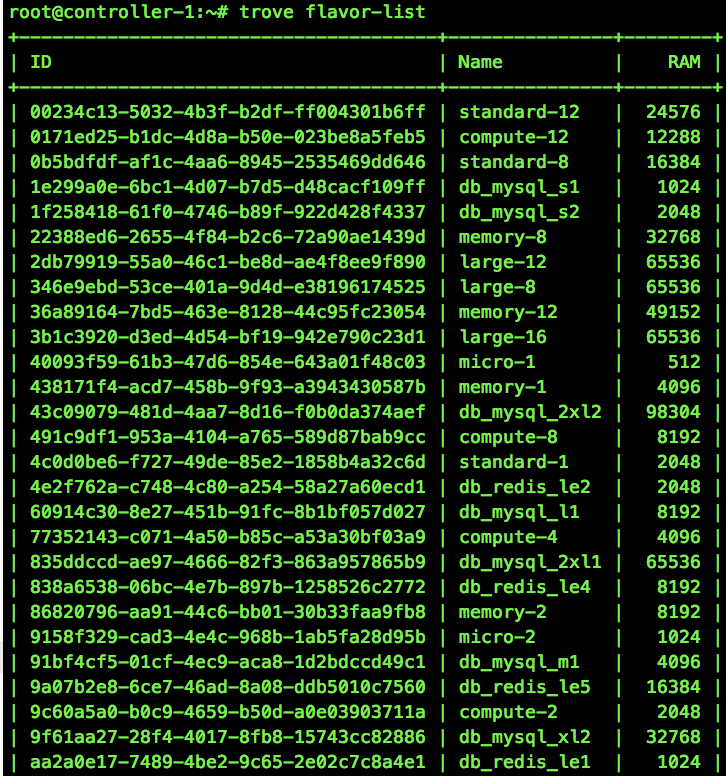 root@controller-1:~# trove flavor-list
+--------------------------------------+---------------+--------+
| ID                                   | Name          |    RAM |
+--------------------------------------+---------------+--------+
| 00234c13-5032-4b3f-b2df-ff004301b6ff | standard-12   |  24576 |
| 0171ed25-b1dc-4d8a-b50e-023be8a5feb5 | compute-12    |  12288 |
| 0b5bdfdf-af1c-4aa6-8945-2535469dd646 | standard-8    |  16384 |
| 1e299a0e-6bc1-4d07-b7d5-d48cacf109ff | db_mysql_s1   |   1024 |
| 1f258418-61f0-4746-b89f-922d428f4337 | db_mysql_s2   |   2048 |
| 22388ed6-2655-4f84-b2c6-72a90ae1439d | memory-8      |  32768 |
| 2db79919-55a0-46c1-be8d-ae4f8ee9f890 | large-12      |  65536 |
| 346e9ebd-53ce-401a-9d4d-e38196174525 | large-8       |  65536 |
| 36a89164-7bd5-463e-8128-44c95fc23054 | memory-12     |  49152 |
| 3b1c3920-d3ed-4d54-bf19-942e790c23d1 | large-16      |  65536 |
| 40093f59-61b3-47d6-854e-643a01f48c03 | micro-1       |    512 |
| 438171f4-acd7-458b-9f93-a3943430587b | memory-1      |   4096 |
| 43c09079-481d-4aa7-8d16-f0b0da374aef | db_mysql_2xl2 |  98304 |
| 491c9df1-953a-4104-a765-589d87bab9cc | compute-8     |   8192 |
| 4c0d0be6-f727-49de-85e2-1858b4a32c6d | standard-1    |   2048 |
| 4e2f762a-c748-4c80-a254-58a27a60ecd1 | db_redis_le2  |   2048 |
| 60914c30-8e27-451b-91fc-8b1bf057d027 | db_mysql_l1   |   8192 |
| 77352143-c071-4a50-b85c-a53a30bf03a9 | compute-4     |   4096 |
| 835ddccd-ae97-4666-82f3-863a957865b9 | db_mysql_2xl1 |  65536 |
| 838a6538-06bc-4e7b-897b-1258526c2772 | db_redis_le4  |   8192 |
| 86820796-aa91-44c6-bb01-30b33faa9fb8 | memory-2      |   8192 |
| 9158f329-cad3-4e4c-968b-1ab5fa28d95b | micro-2       |   1024 |
| 91bf4cf5-01cf-4ec9-aca8-1d2bdccd49c1 | db_mysql_m1   |   4096 |
| 9a07b2e8-6ce7-46ad-8a08-ddb5010c7560 | db_redis_le5  |  16384 |
| 9c60a5a0-b0c9-4659-b50d-a0e03903711a | compute-2     |   2048 |
| 9f61aa27-28f4-4017-8fb8-15743cc82886 | db_mysql_xl2  |  32768 |
| aa2a0e17-7489-4be2-9c65-2e02c7c8a4e1 | db_redis_le1  |   1024 |